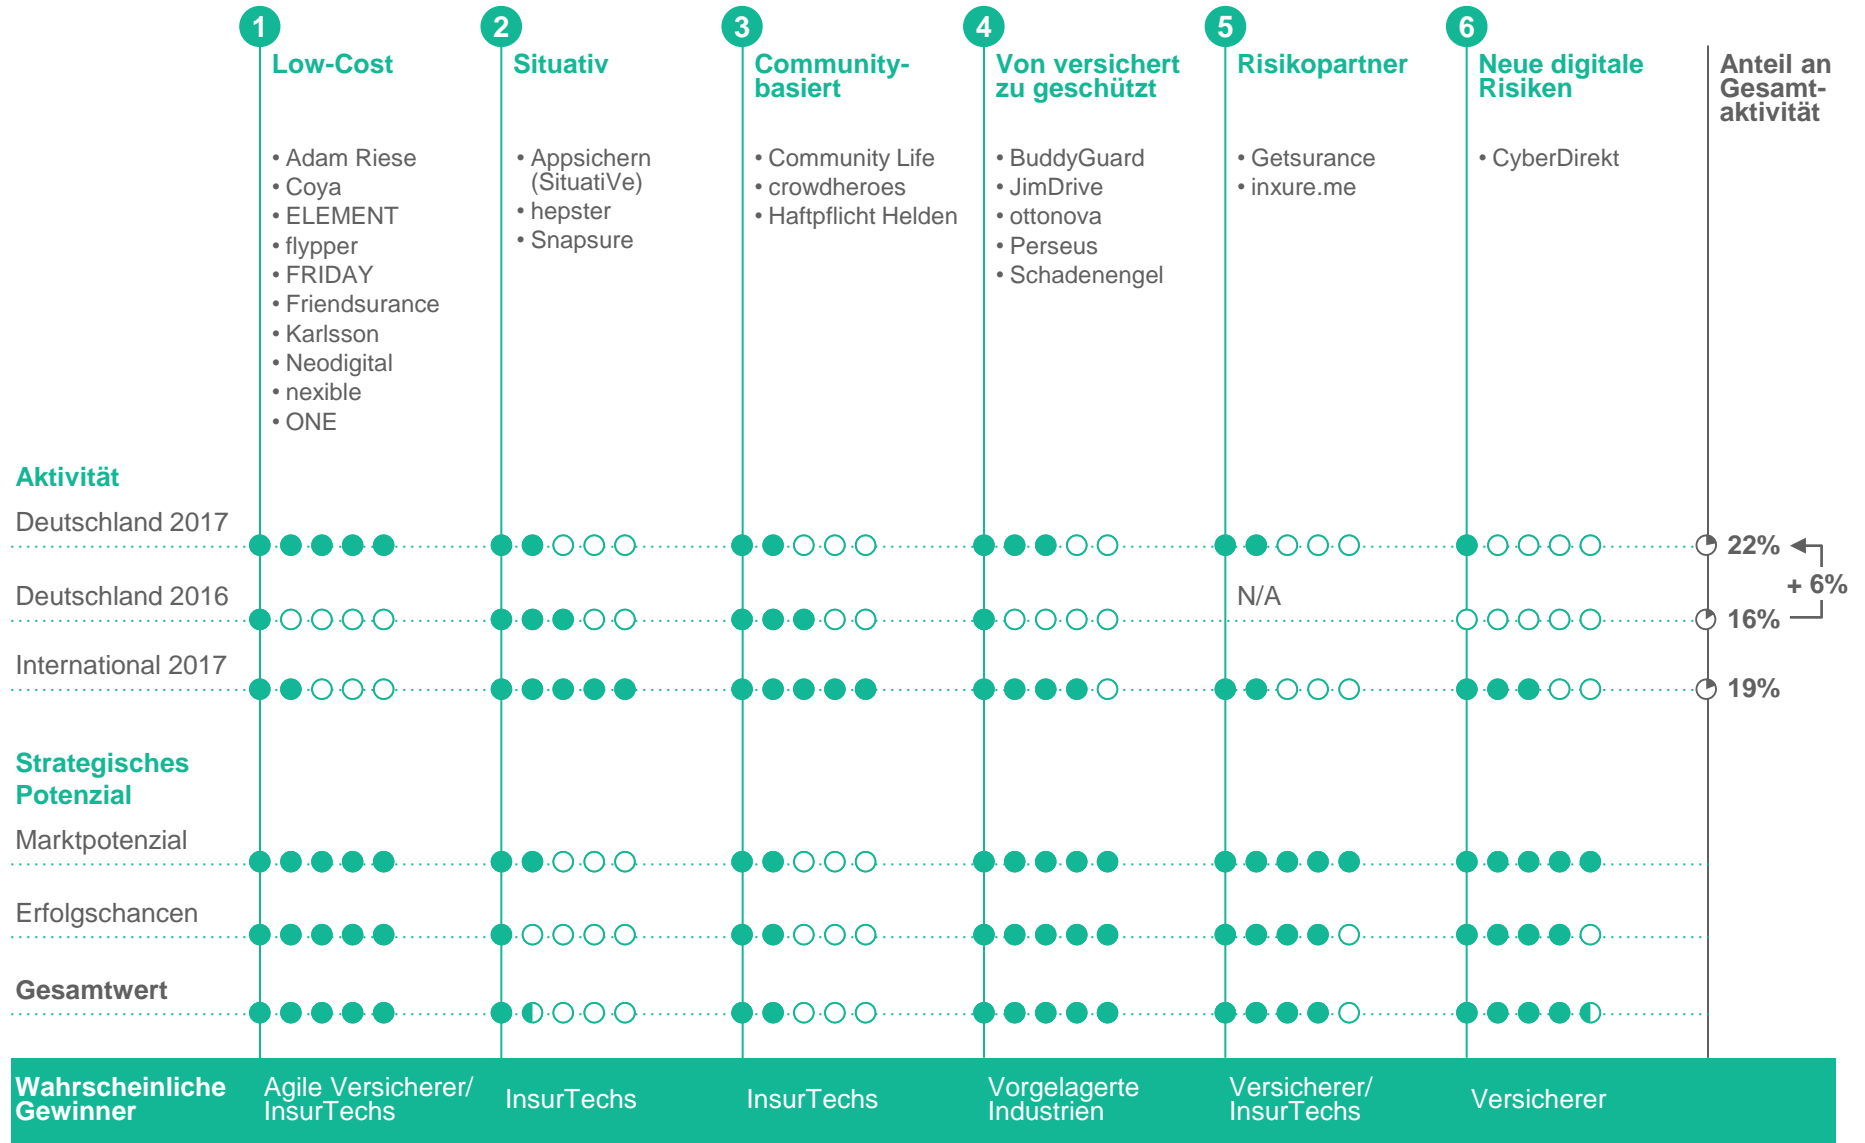 1
Low-Cost
• Adam Riese
• Coya
• ELEMENT
• flypper
• FRIDAY
• Friendsurance
• Karlsson
• Neodigital
• nexible
• ONE
2
Situativ
• Appsichern
(SituatiVe)
• hepster
• Snapsure
3
Community-
basiert
• Community Life
• crowdheroes
• Haftpflicht Helden
4
Von versichert
zu geschützt
• BuddyGuard
• JimDrive
• ottonova
• Perseus
• Schadenengel
5
Risikopartner
• Getsurance
• inxure.me
6
Neue digitale
Risiken
• CyberDirekt
Anteil an
Gesamt-
aktivität
Aktivität
Deutschland 2017
22%
+ 6%
Deutschland 2016
N/A
16%
International 2017
19%
Strategisches
Potenzial
Marktpotenzial
Erfolgschancen
Gesamtwert
Wahrscheinliche
Gewinner
Agile Versicherer/
InsurTechs
InsurTechs
InsurTechs
Vorgelagerte
Industrien
Versicherer/
InsurTechs
Versicherer